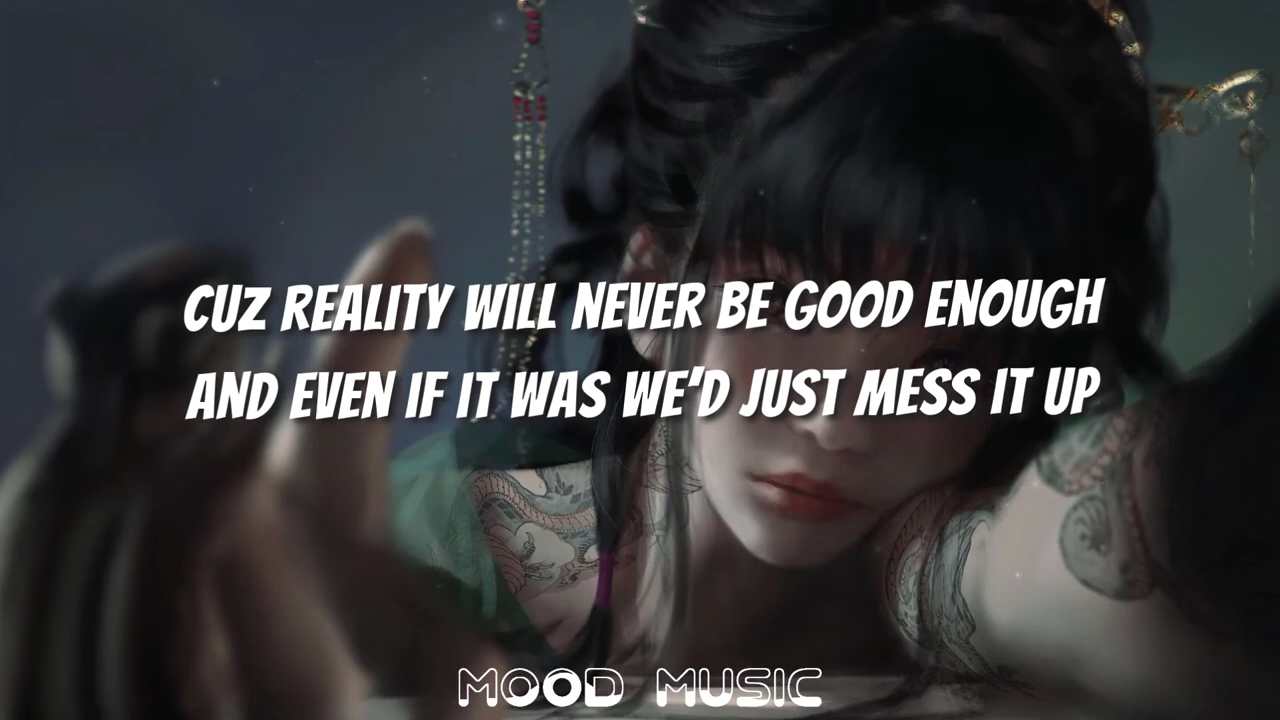 CUZ REALITY WILL NEVER BE GOOD ENOUGH
AND EVEN IF IT WAS WE'D JUST MESS IT UP
MOOD MUSIC